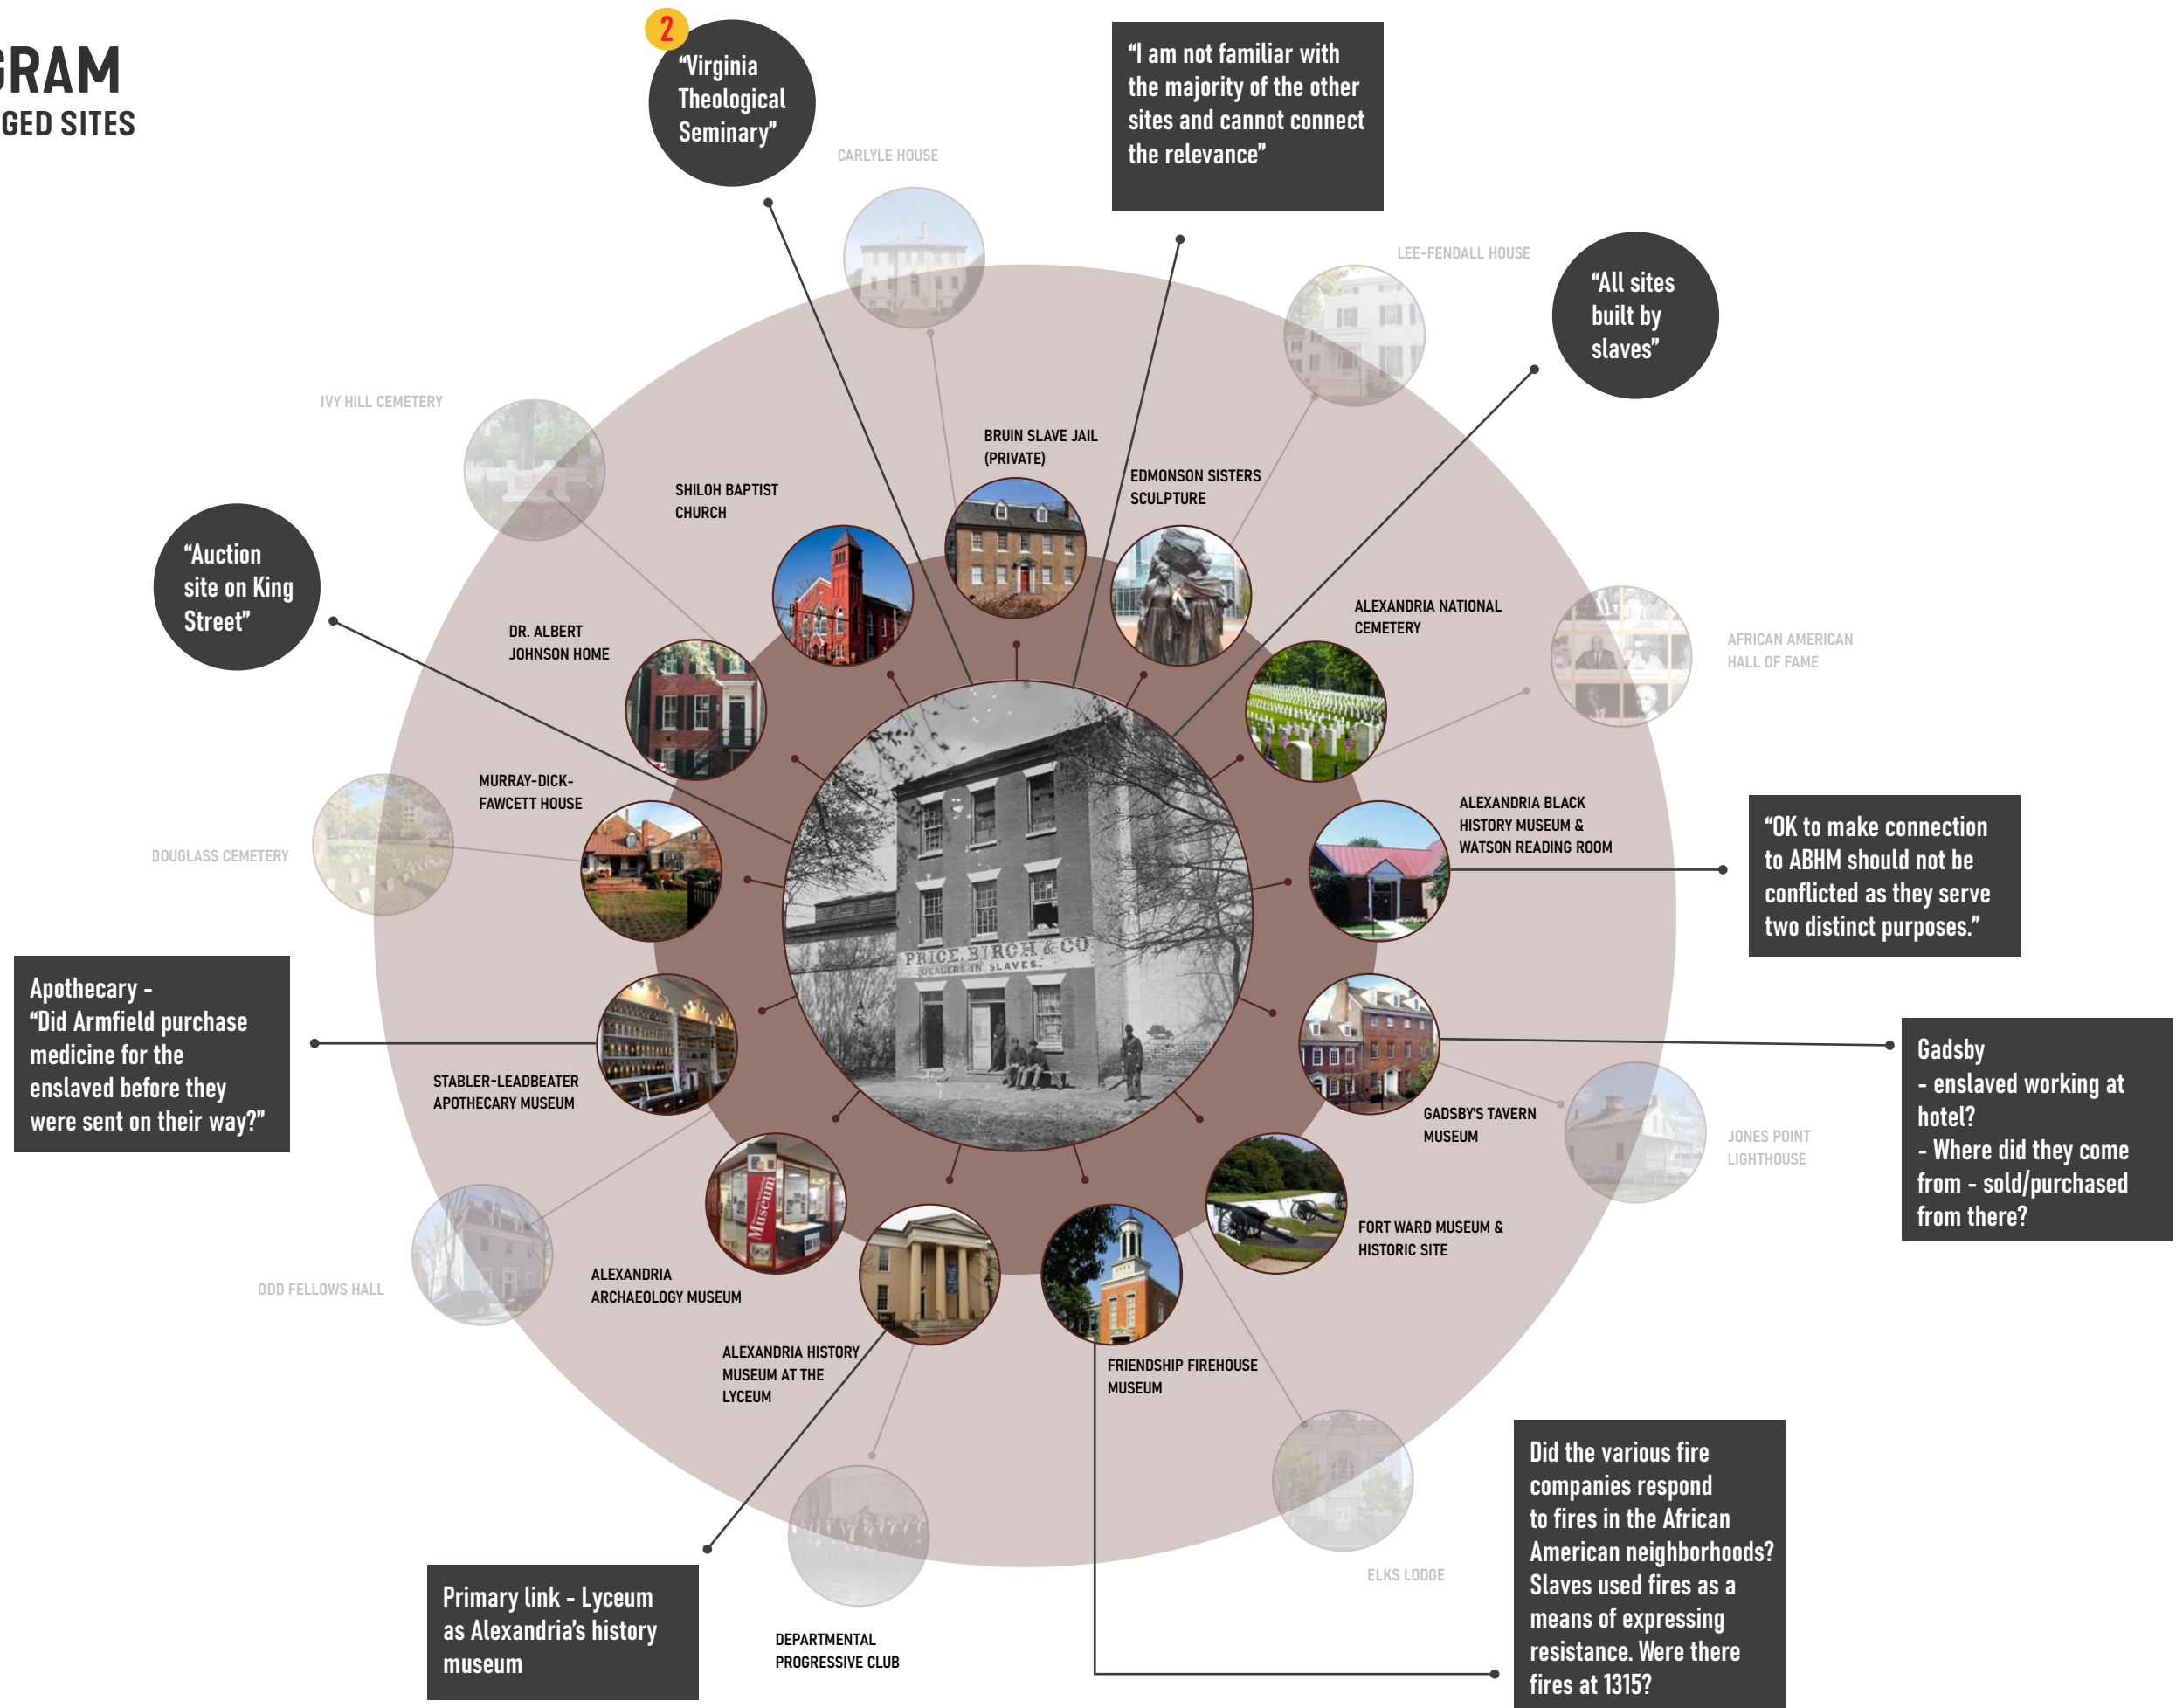 GRAM
GED SITES
2
“Virginia
Theological
Seminary”
“I am not familiar with
the majority of the other
sites and cannot connect
the relevance”
CARLYLE HOUSE
LEE-FENDALL HOUSE
“All sites
built by
slaves”
IVY HILL CEMETERY
BRUIN SLAVE JAIL
(PRIVATE)
EDMONSON SISTERS
SCULPTURE
SHILOH BAPTIST
CHURCH
“Auction
site on King
Street”
ALEXANDRIA NATIONAL
CEMETERY
DR. ALBERT
JOHNSON HOME
AFRICAN AMERICAN
HALL OF FAME
MURRAY-DICK-
FAWCETT HOUSE
ALEXANDRIA BLACK
HISTORY MUSEUM &
WATSON READING ROOM
“OK to make connection
to ABHM should not be
conflicted as they serve
two distinct purposes.”
DOUGLASS CEMETERY
PRICE, BIRCH & CO
DEALERS IN SLAVES.
Apothecary -
“Did Armfield purchase
medicine for the
enslaved before they
were sent on their way?”
STABLER-LEADBEATER
APOTHECARY MUSEUM
Gadsby
- enslaved working at
hotel?
- Where did they come
from - sold/purchased
from there?
GADSBY’S TAVERN
MUSEUM
JONES POINT
LIGHTHOUSE
Museum
FORT WARD MUSEUM &
HISTORIC SITE
ODD FELLOWS HALL
ALEXANDRIA
ARCHAEOLOGY MUSEUM
ALEXANDRIA HISTORY
MUSEUM AT THE
LYCEUM
FRIENDSHIP FIREHOUSE
MUSEUM
Did the various fire
companies respond
to fires in the African
American neighborhoods?
Slaves used fires as a
means of expressing
resistance. Were there
fires at 1315?
ELKS LODGE
Primary link - Lyceum
as Alexandria’s history
museum
DEPARTMENTAL
PROGRESSIVE CLUB